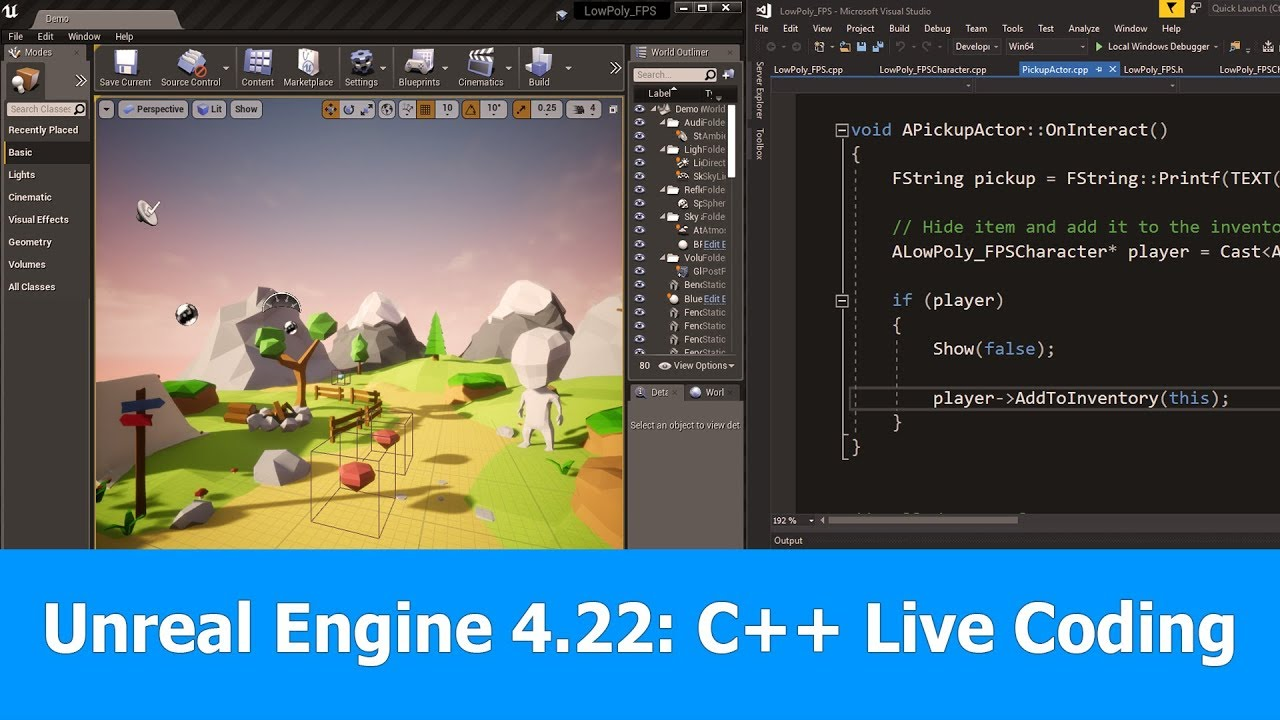 Demo
LowPoly_FPS
File Edit Window Help
Modes
Search Classes
Recently Placed
Basic
Lights
Cinematic
Visual Effects
Geometry
Volumes
All Classes
Save Current Source Control Content Marketplace Settings Blueprints Cinematics Build
Perspective Lit Show 10 10° 0.25 4
World Outliner
Search...
Label Ty
Demo World
Audi Folde
St Ambie
Ligh Folde
Li Direct
Sk SkyLi
Refl Folde
Sp Spher
Sky Folde
At Atmos
BP Edit E
Volu Folde
Gl PostF
Benc Static
Blue Edit E
Fenc Static
Fenc Static
Fenc Static
Fenc Static
80 View Options
Deta Worl
Select an object to view det
LowPoly_FPS - Microsoft Visual Studio
Quick Launch (Ct
File Edit View Project Build Debug Team Tools Test Analyze Window Help
Develop Win64 Local Windows Debugger
LowPoly_FPS.cpp LowPoly_FPSCharacter.cpp PickupActor.cpp LowPoly_FPS.h LowPoly_FPSCh
Server Explorer
Toolbox
void APickupActor::OnInteract()
{
FString pickup = FString::Printf(TEXT(
// Hide item and add it to the invento
ALowPoly_FPSCharacter* player = Cast<A
if (player)
{
Show(false);
player->AddToInventory(this);
}
}
192 %
Output
Unreal Engine 4.22: C++ Live Coding